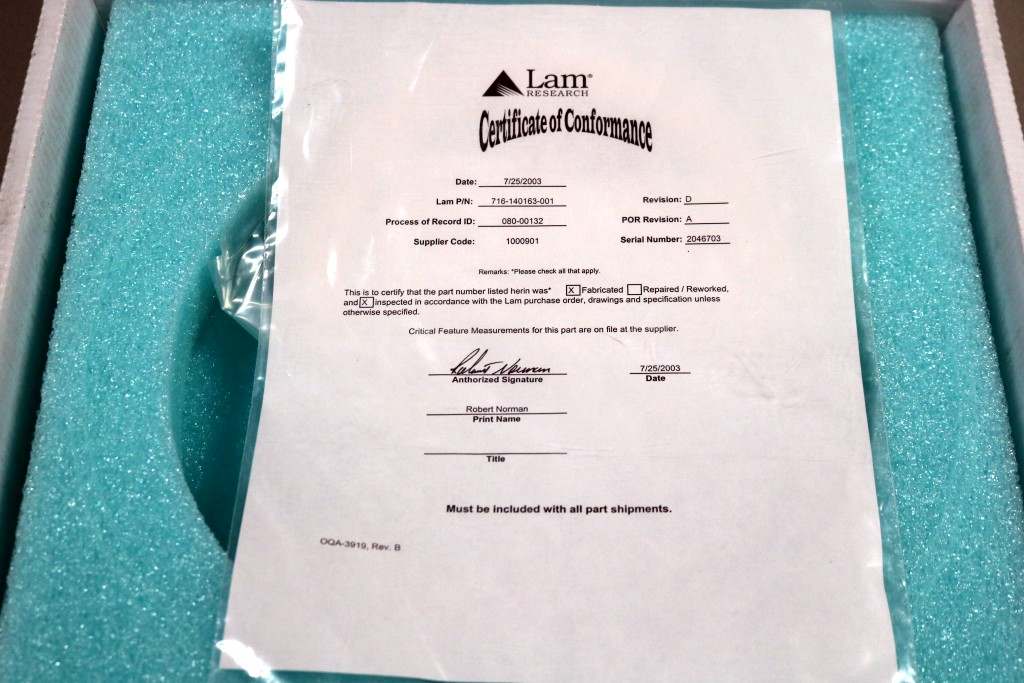 Lam®
RESEARCH
Certificate of Conformance
Date: 7/25/2003
Lam P/N: 716-140163-001 Revision: D
Process of Record ID: 080-00132 POR Revision: A
Supplier Code: 1000901 Serial Number: 2046703
Remarks: *Please check all that apply.
This is to certify that the part number listed herin was* X Fabricated Repaired / Reworked,
and X inspected in accordance with the Lam purchase order, drawings and specification unless
otherwise specified.
Critical Feature Measurements for this part are on file at the supplier.
Robert Norman 7/25/2003
Anthorized Signature Date
Robert Norman
Print Name
Title
Must be included with all part shipments.
OQA-3919, Rev. B